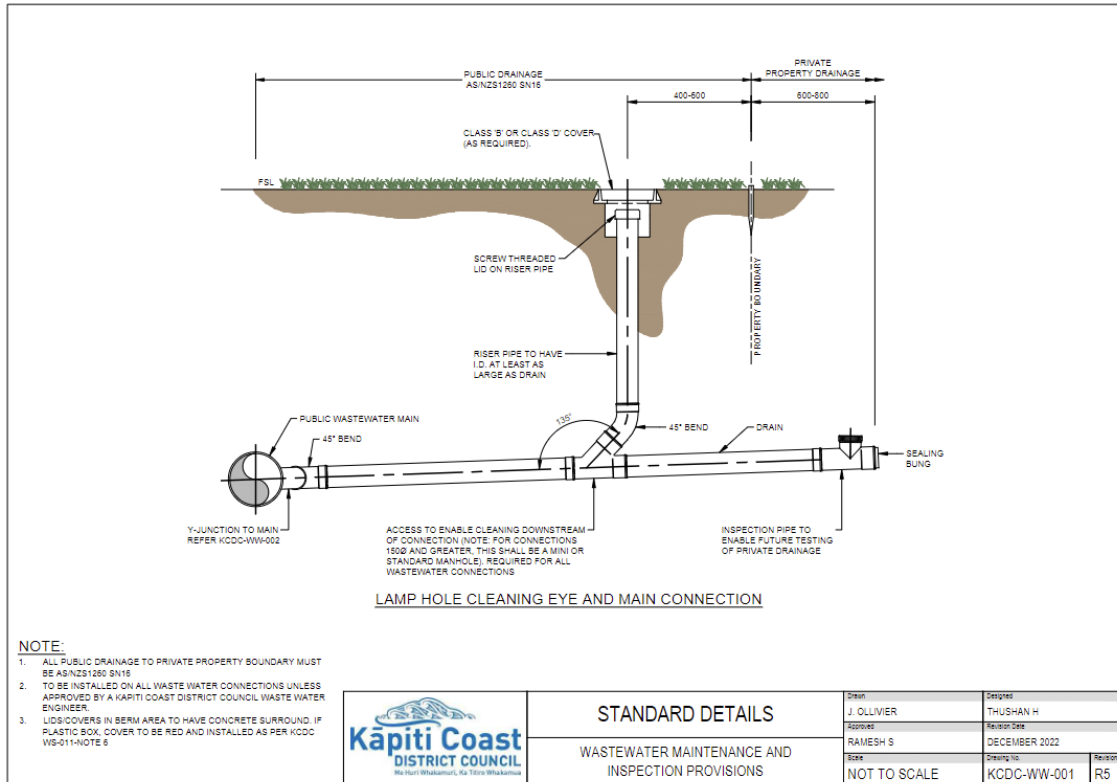 PUBLIC DRAINAGE
AS/NZS1260 SN16
PRIVATE
PROPERTY DRAINAGE
400-600
600-800
CLASS 'B' OR CLASS 'D' COVER
(AS REQUIRED).
FSL
SCREW THREADED
LID ON RISER PIPE
PROPERTY BOUNDARY
RISER PIPE TO HAVE
I.D. AT LEAST AS
LARGE AS DRAIN
135°
PUBLIC WASTEWATER MAIN
45° BEND
45° BEND
DRAIN
SEALING
BUNG
Y-JUNCTION TO MAIN
REFER KCDC-WW-002
ACCESS TO ENABLE CLEANING DOWNSTREAM
OF CONNECTION (NOTE: FOR CONNECTIONS
150Ø AND GREATER, THIS SHALL BE A MINI OR
STANDARD MANHOLE). REQUIRED FOR ALL
WASTEWATER CONNECTIONS
INSPECTION PIPE TO
ENABLE FUTURE TESTING
OF PRIVATE DRAINAGE
LAMP HOLE CLEANING EYE AND MAIN CONNECTION
NOTE:
1. ALL PUBLIC DRAINAGE TO PRIVATE PROPERTY BOUNDARY MUST
BE AS/NZS1260 SN16
2. TO BE INSTALLED ON ALL WASTE WATER CONNECTIONS UNLESS
APPROVED BY A KAPITI COAST DISTRICT COUNCIL WASTE WATER
ENGINEER.
3. LIDS/COVERS IN BERM AREA TO HAVE CONCRETE SURROUND. IF
PLASTIC BOX, COVER TO BE RED AND INSTALLED AS PER KCDC
WS-011-NOTE 6
Kāpiti Coast
DISTRICT COUNCIL
Me Huri Whakamuri, Ka Titiro Whakamua
STANDARD DETAILS
WASTEWATER MAINTENANCE AND
INSPECTION PROVISIONS
Drawn
J. OLLIVIER
Designed
THUSHAN H
Approved
RAMESH S
Revision Date
DECEMBER 2022
Scale
NOT TO SCALE
Drawing No.
KCDC-WW-001